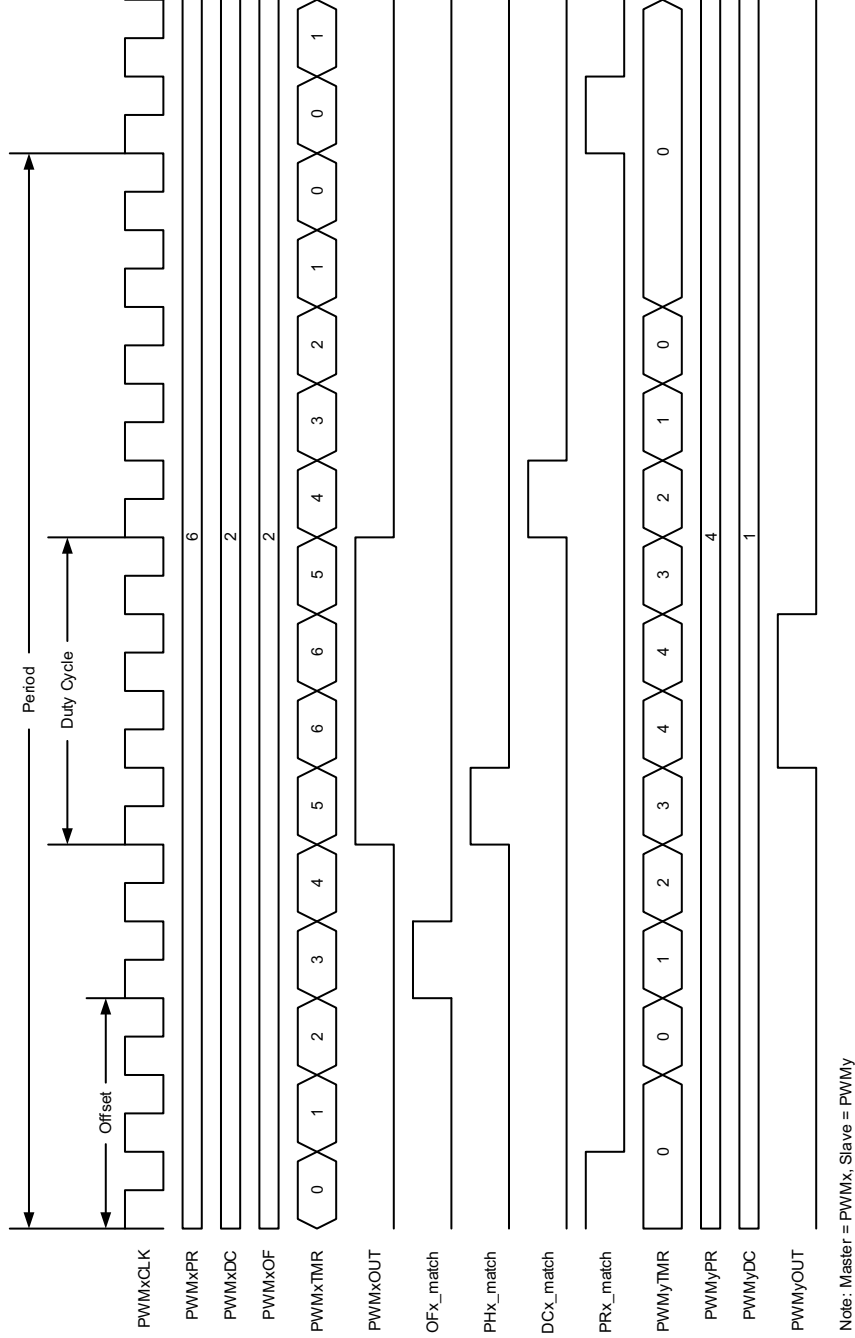 Period
Duty Cycle
Offset
PWMxCLK
PWMxPR 6
PWMxDC 2
PWMxOF 2
PWMxTMR 0 1 2 3 4 5 6 6 5 4 3 2 1 0 0 1
PWMxOUT
OFx_match
PHx_match
DCx_match
PRx_match
PWMyTMR 0 0 1 2 3 4 4 3 2 1 0 0
PWMyPR 4
PWMyDC 1
PWMyOUT
Note: Master = PWMx, Slave = PWMy